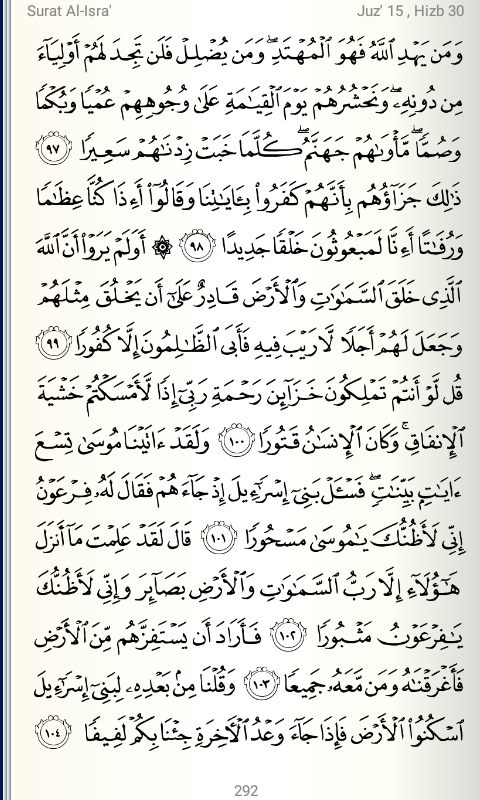 Surat Al-Isra' Juz' 15 , Hizb 30
وَمَن يَهْدِ ٱللَّهُ فَهُوَ ٱلْمُهْتَدِۖ وَمَن يُضْلِلْ فَلَن تَجِدَ لَهُمْ أَوْلِيَآءَ
مِن دُونِهِۦۖ وَنَحْشُرُهُمْ يَوْمَ ٱلْقِيَٰمَةِ عَلَىٰ وُجُوهِهِمْ عُمْيًا وَبُكْمًا
وَصُمًّاۖ مَّأْوَىٰهُمْ جَهَنَّمُۖ كُلَّمَا خَبَتْ زِدْنَٰهُمْ سَعِيرًا ٩٧
ذَٰلِكَ جَزَآؤُهُم بِأَنَّهُمْ كَفَرُوا۟ بِـَٔايَٰتِنَا وَقَالُوٓا۟ أَءِذَا كُنَّا عِظَٰمًا
وَرُفَٰتًا أَءِنَّا لَمَبْعُوثُونَ خَلْقًا جَدِيدًا ٩٨ ۞ أَوَلَمْ يَرَوْا۟ أَنَّ ٱللَّهَ
ٱلَّذِى خَلَقَ ٱلسَّمَٰوَٰتِ وَٱلْأَرْضَ قَادِرٌ عَلَىٰٓ أَن يَخْلُقَ مِثْلَهُمْ
وَجَعَلَ لَهُمْ أَجَلًا لَّا رَيْبَ فِيهِ فَأَبَى ٱلظَّٰلِمُونَ إِلَّا كُفُورًا ٩٩
قُل لَّوْ أَنتُمْ تَمْلِكُونَ خَزَآئِنَ رَحْمَةِ رَبِّىٓ إِذًا لَّأَمْسَكْتُمْ خَشْيَةَ
ٱلْإِنفَاقِۚ وَكَانَ ٱلْإِنسَٰنُ قَتُورًا ١٠٠ وَلَقَدْ ءَاتَيْنَا مُوسَىٰ تِسْعَ
ءَايَٰتٍۭ بَيِّنَٰتٍۖ فَسْـَٔلْ بَنِىٓ إِسْرَٰٓءِيلَ إِذْ جَآءَهُمْ فَقَالَ لَهُۥ فِرْعَوْنُ
إِنِّى لَأَظُنُّكَ يَٰمُوسَىٰ مَسْحُورًا ١٠١ قَالَ لَقَدْ عَلِمْتَ مَآ أَنزَلَ
هَٰٓؤُلَآءِ إِلَّا رَبُّ ٱلسَّمَٰوَٰتِ وَٱلْأَرْضِ بَصَآئِرَ وَإِنِّى لَأَظُنُّكَ
يَٰفِرْعَوْنُ مَثْبُورًا ١٠٢ فَأَرَادَ أَن يَسْتَفِزَّهُم مِّنَ ٱلْأَرْضِ
فَأَغْرَقْنَٰهُ وَمَن مَّعَهُۥ جَمِيعًا ١٠٣ وَقُلْنَا مِنۢ بَعْدِهِۦ لِبَنِىٓ إِسْرَٰٓءِيلَ
ٱسْكُنُوا۟ ٱلْأَرْضَ فَإِذَا جَآءَ وَعْدُ ٱلْءَاخِرَةِ جِئْنَا بِكُمْ لَفِيفًا ١٠٤
292